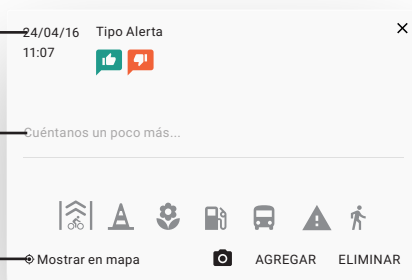 24/04/16 Tipo Alerta
11:07
Cuéntanos un poco más...
Mostrar en mapa AGREGAR ELIMINAR